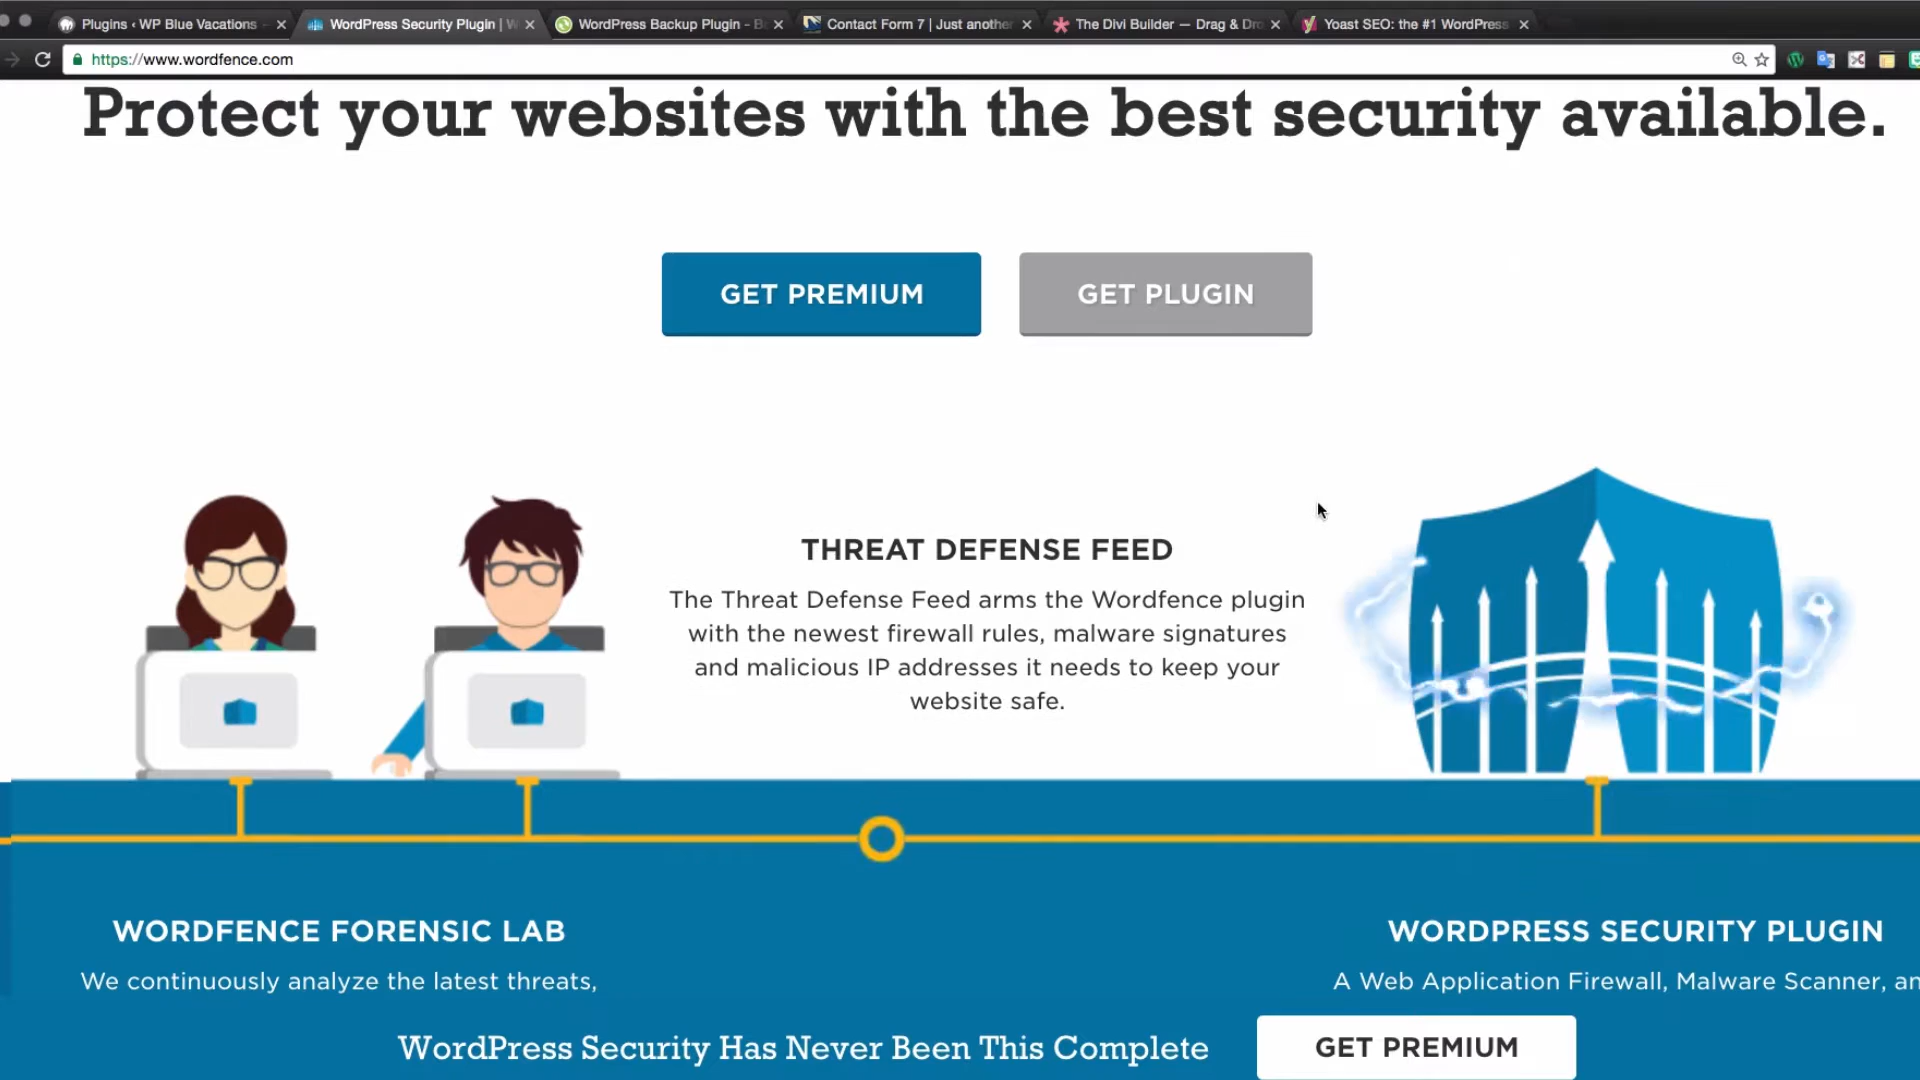 Plugins ‹ WP Blue Vacations
WordPress Security Plugin | W
WordPress Backup Plugin - B
Contact Form 7 | Just another
The Divi Builder — Drag & Dro
Yoast SEO: the #1 WordPress
https://www.wordfence.com
Protect your websites with the best security available.
GET PREMIUM
GET PLUGIN
THREAT DEFENSE FEED
The Threat Defense Feed arms the Wordfence plugin
with the newest firewall rules, malware signatures
and malicious IP addresses it needs to keep your
website safe.
WORDFENCE FORENSIC LAB
We continuously analyze the latest threats,
WORDPRESS SECURITY PLUGIN
A Web Application Firewall, Malware Scanner, an
WordPress Security Has Never Been This Complete
GET PREMIUM